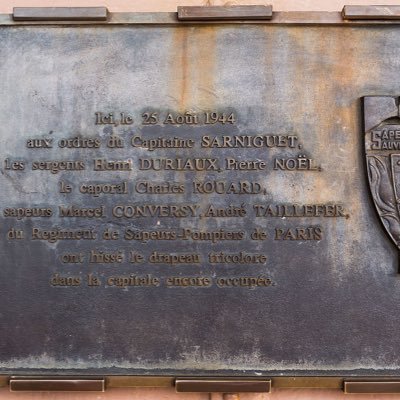 Ici, le 25 Août 1944
aux ordres du Capitaine SARNIGUET,
les sergents Henri DURIAUX, Pierre NOËL,
le caporal Charles ROUARD,
sapeurs Marcel CONVERSY, André TAILLEFER,
du Régiment de Sapeurs-Pompiers de PARIS
ont hissé le drapeau tricolore
dans la capitale encore occupée.
SAPE
AUV